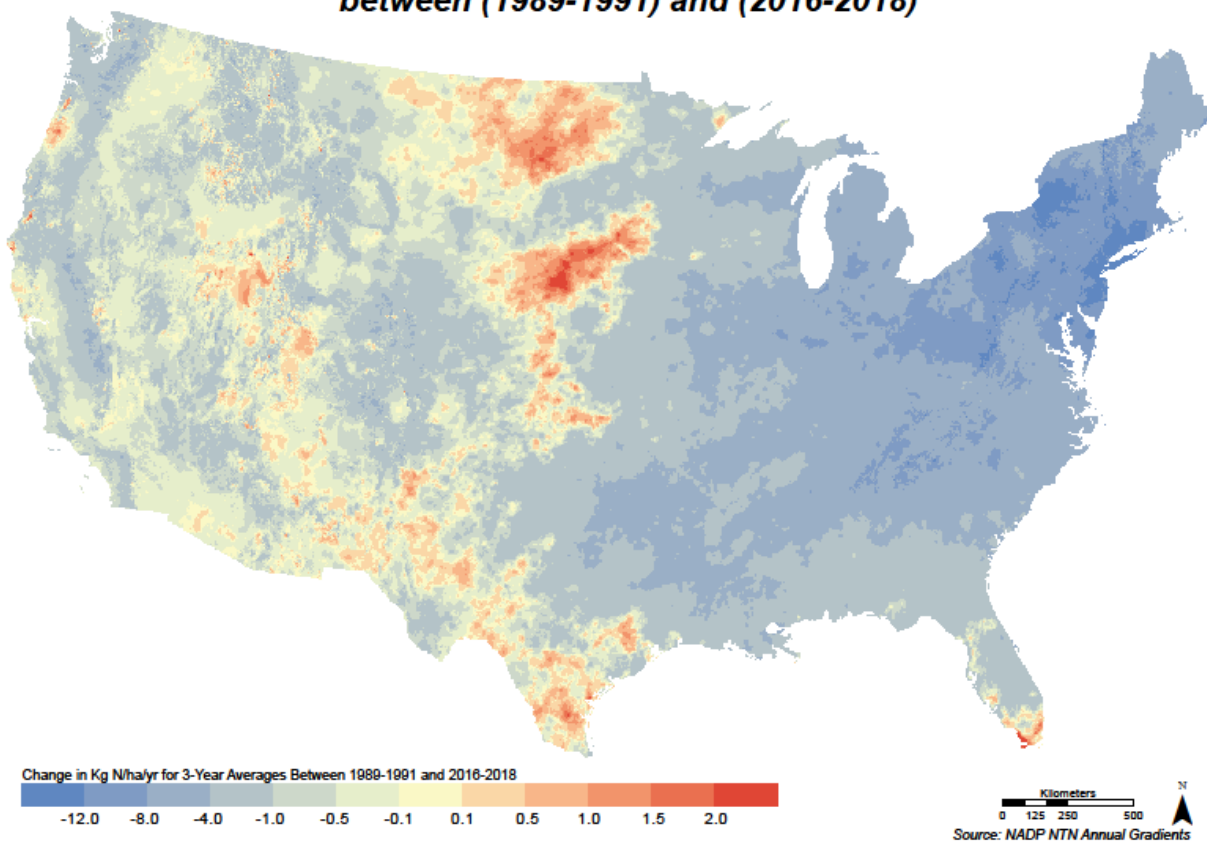 between (1989-1991) and (2016-2018)
Change in Kg N/ha/yr for 3-Year Averages Between 1989-1991 and 2016-2018
-12.0 -8.0 -4.0 -1.0 -0.5 -0.1 0.1 0.5 1.0 1.5 2.0
Kilometers
0 125 250 500
N
Source: NADP NTN Annual Gradients